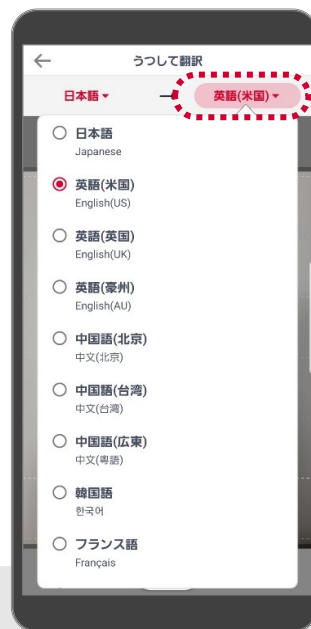 うつして翻訳
日本語
英語(米国)
日本語
Japanese
英語(米国)
English(US)
英語(英国)
English(UK)
英語(豪州)
English(AU)
中国語(北京)
中文(北京)
中国語(台湾)
中文(台湾)
中国語(広東)
中文(粵語)
韓国語
한국어
フランス語
Français